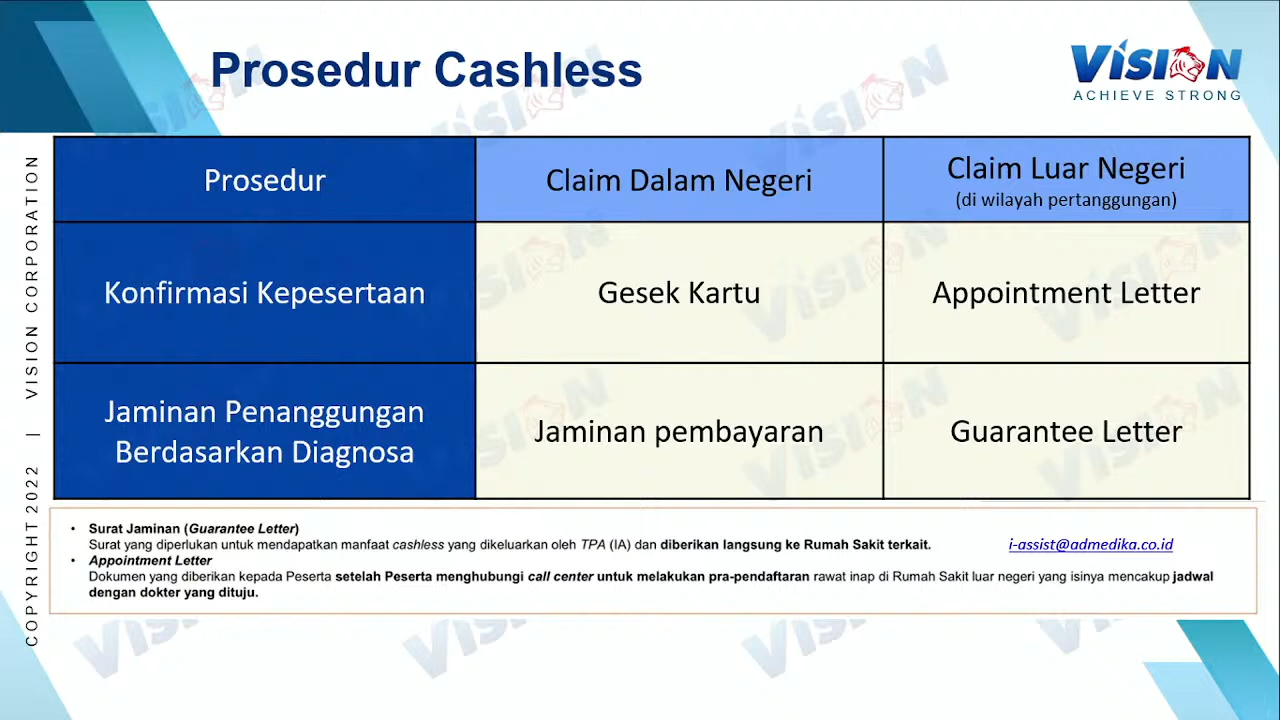 Prosedur Cashless
VISION
ACHIEVE STRONG
COPYRIGHT 2022 | VISION CORPORATION
Prosedur
Claim Dalam Negeri
Claim Luar Negeri
(di wilayah pertanggungan)
Konfirmasi Kepesertaan
Gesek Kartu
Appointment Letter
Jaminan Penanggungan
Berdasarkan Diagnosa
Jaminan pembayaran
Guarantee Letter
• Surat Jaminan (Guarantee Letter)
Surat yang diperlukan untuk mendapatkan manfaat cashless yang dikeluarkan oleh TPA (IA) dan diberikan langsung ke Rumah Sakit terkait.
i-assist@admedika.co.id
• Appointment Letter
Dokumen yang diberikan kepada Peserta setelah Peserta menghubungi call center untuk melakukan pra-pendaftaran rawat inap di Rumah Sakit luar negeri yang isinya mencakup jadwal
dengan dokter yang dituju.